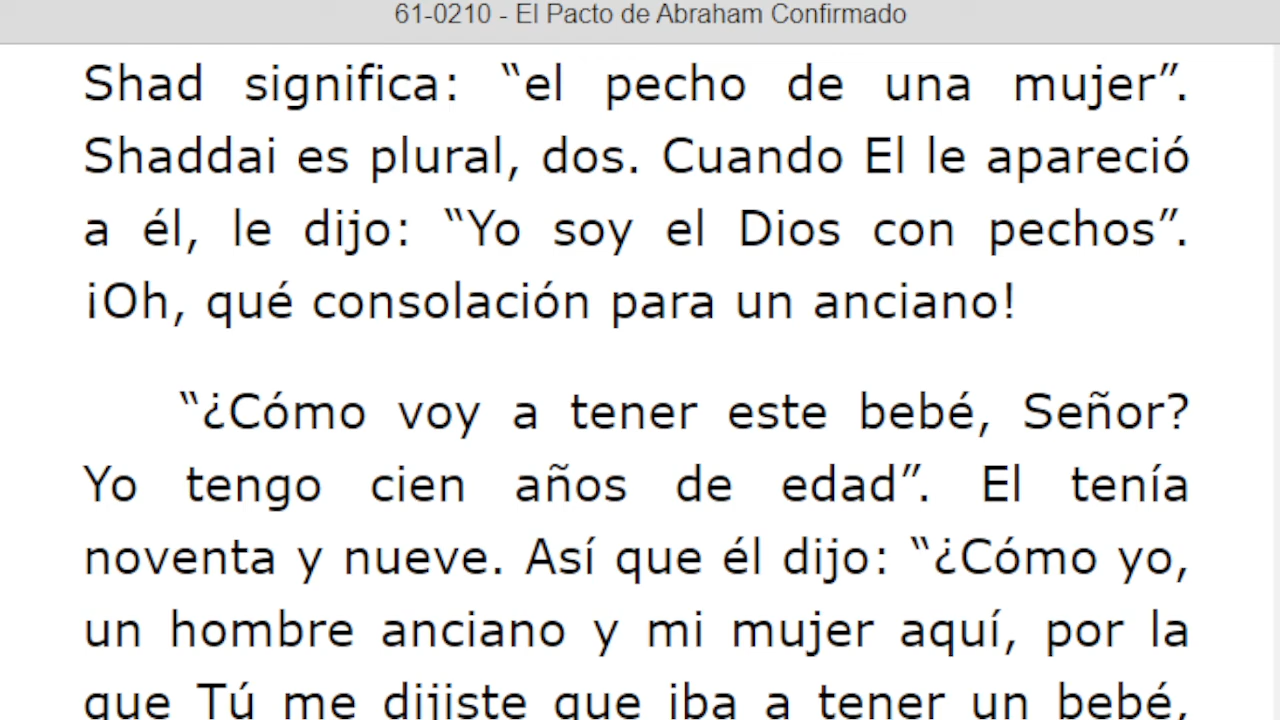 61-0210 - El Pacto de Abraham Confirmado
Shad significa: “el pecho de una mujer”.
Shaddai es plural, dos. Cuando El le apareció
a él, le dijo: “Yo soy el Dios con pechos”.
¡Oh, qué consolación para un anciano!
“¿Cómo voy a tener este bebé, Señor?
Yo tengo cien años de edad”. El tenía
noventa y nueve. Así que él dijo: “¿Cómo yo,
un hombre anciano y mi mujer aquí, por la
que Tú me dijiste que iba a tener un bebé,